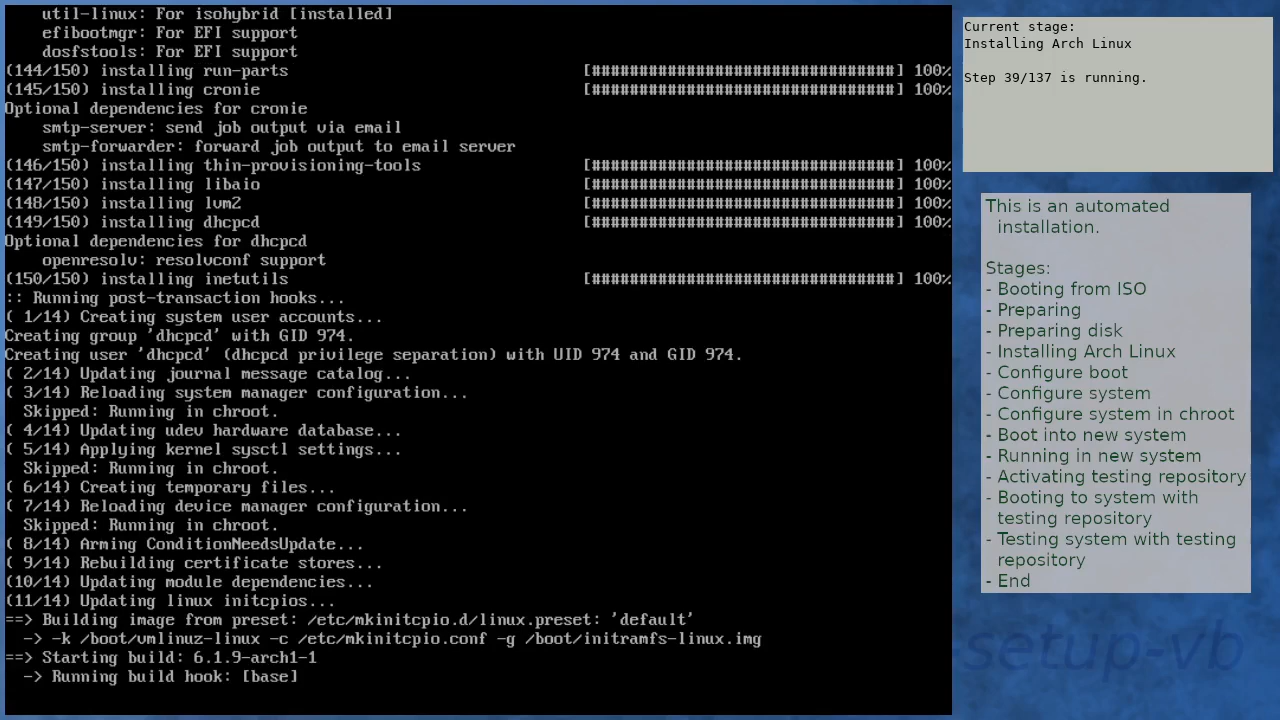 util-linux: For isohybrid [installed]
    efibootmgr: For EFI support
    dosfstools: For EFI support
(144/150) installing run-parts [################################] 100%
(145/150) installing cronie [################################] 100%
Optional dependencies for cronie
    smtp-server: send job output via email
    smtp-forwarder: forward job output to email server
(146/150) installing thin-provisioning-tools [################################] 100%
(147/150) installing libaio [################################] 100%
(148/150) installing lvm2 [################################] 100%
(149/150) installing dhcpcd [################################] 100%
Optional dependencies for dhcpcd
    openresolv: resolvconf support
(150/150) installing inetutils [################################] 100%
:: Running post-transaction hooks...
( 1/14) Creating system user accounts...
Creating group 'dhcpcd' with GID 974.
Creating user 'dhcpcd' (dhcpcd privilege separation) with UID 974 and GID 974.
( 2/14) Updating journal message catalog...
( 3/14) Reloading system manager configuration...
  Skipped: Running in chroot.
( 4/14) Updating udev hardware database...
( 5/14) Applying kernel sysctl settings...
  Skipped: Running in chroot.
( 6/14) Creating temporary files...
( 7/14) Reloading device manager configuration...
  Skipped: Running in chroot.
( 8/14) Arming ConditionNeedsUpdate...
( 9/14) Rebuilding certificate stores...
(10/14) Updating module dependencies...
(11/14) Updating linux initcpios...
==> Building image from preset: /etc/mkinitcpio.d/linux.preset: 'default'
  -> -k /boot/vmlinuz-linux -c /etc/mkinitcpio.conf -g /boot/initramfs-linux.img
==> Starting build: 6.1.9-arch1-1
  -> Running build hook: [base]
Current stage:
Installing Arch Linux
Step 39/137 is running.
This is an automated
installation.
Stages:
- Booting from ISO
- Preparing
- Preparing disk
- Installing Arch Linux
- Configure boot
- Configure system
- Configure system in chroot
- Boot into new system
- Running in new system
- Activating testing repository
- Booting to system with
testing repository
- Testing system with testing
repository
- End
-setup-vb